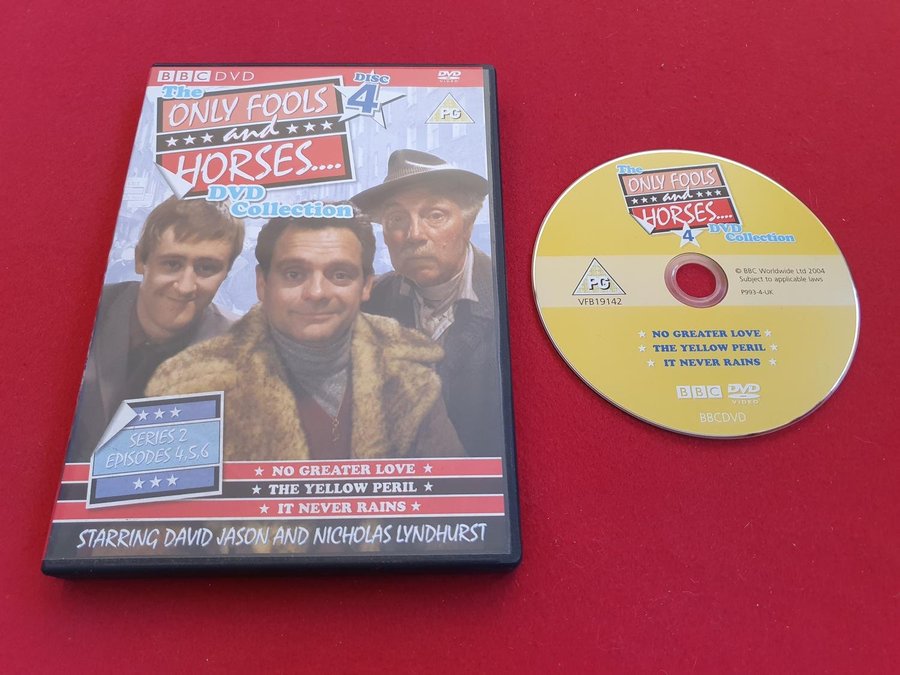 BBC DVD
DVD VIDEO
The
DISC 4
ONLY FOOLS
and
HORSES....
DVD
Collection
PG
SERIES 2
EPISODES 4,5,6
NO GREATER LOVE
THE YELLOW PERIL
IT NEVER RAINS
STARRING DAVID JASON AND NICHOLAS LYNDHURST
The
ONLY FOOLS
and
HORSES....
4 DVD
Collection
PG
VFB19142
© BBC Worldwide Ltd 2004
Subject to applicable laws
P993-4-UK
NO GREATER LOVE
THE YELLOW PERIL
IT NEVER RAINS
BBC DVD VIDEO
BBCDVD